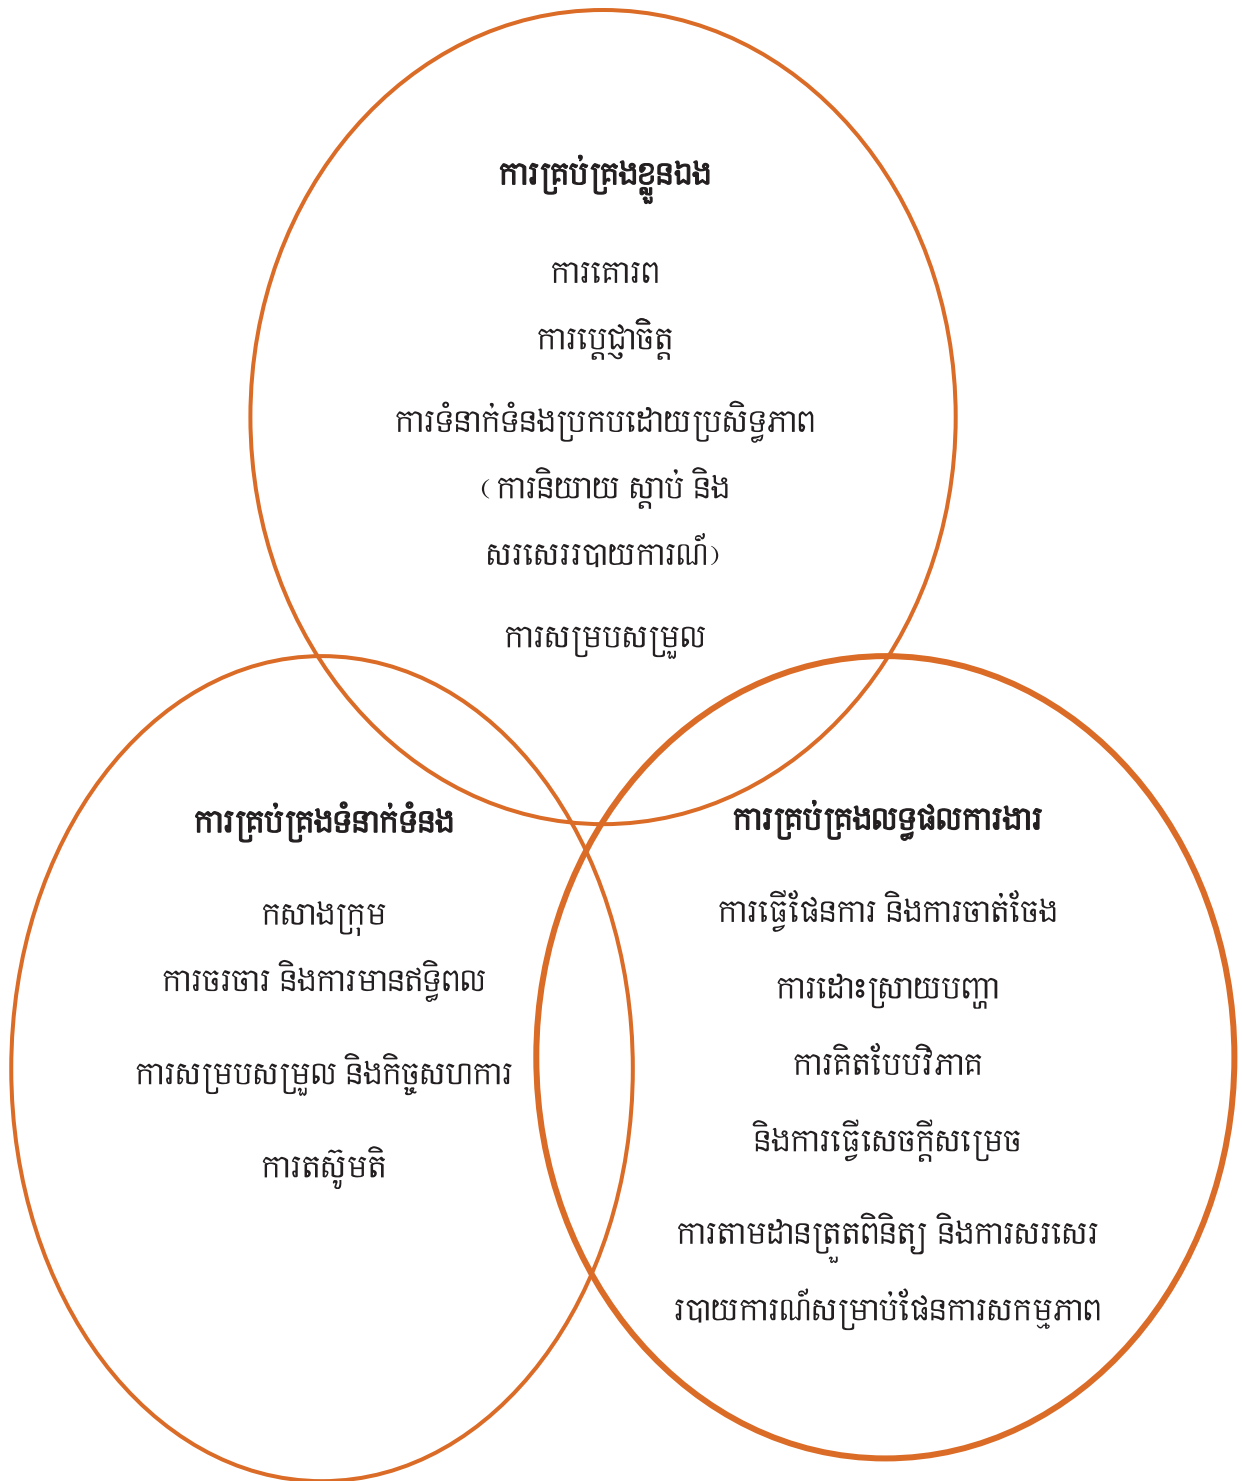 ការគ្រប់គ្រងខ្លួនឯង
ការគោរព
ការប្តេជ្ញាចិត្ត
ការទំនាក់ទំនងប្រកបដោយប្រសិទ្ធភាព
(ការនិយាយ ស្តាប់ និង
សរសេររបាយការណ៍)
ការសម្របសម្រួល
ការគ្រប់គ្រងទំនាក់ទំនង
កសាងក្រុម
ការចរចារ និងការមានឥទ្ធិពល
ការសម្របសម្រួល និងកិច្ចសហការ
ការតស៊ូមតិ
ការគ្រប់គ្រងលទ្ធផលការងារ
ការធ្វើផែនការ និងការចាត់ចែង
ការដោះស្រាយបញ្ហា
ការគិតបែបវិភាគ
និងការធ្វើសេចក្តីសម្រេច
ការតាមដានត្រួតពិនិត្យ និងការសរសេរ
របាយការណ៍សម្រាប់ផែនការសកម្មភាព